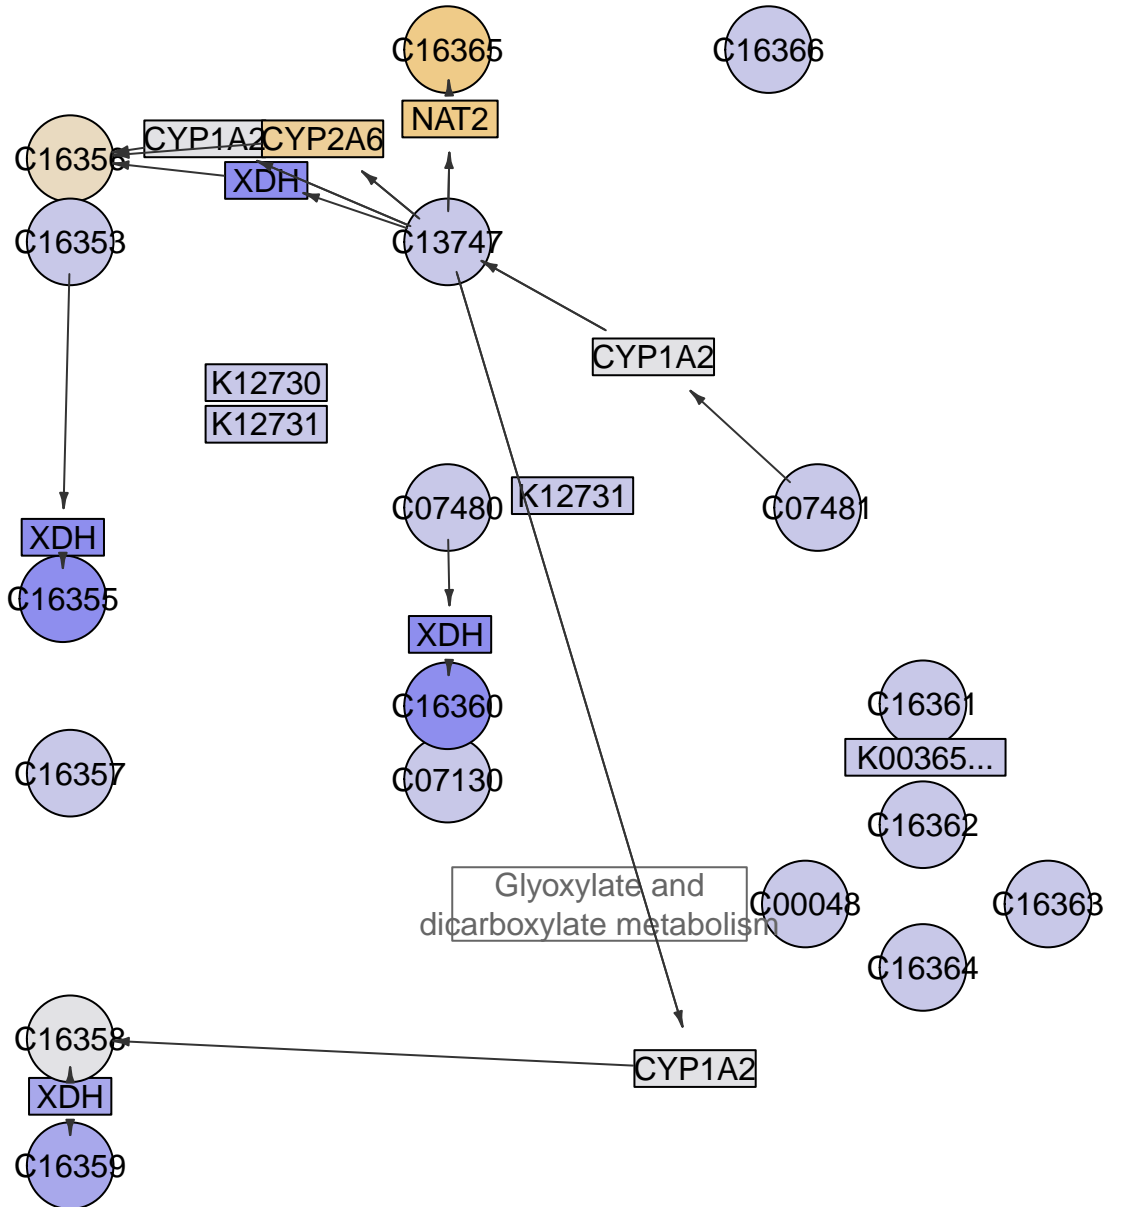 C16365
C16366
NAT2
CYP1A2
CYP2A6
C16356
XDH
C16353
C13747
CYP1A2
K12730
K12731
C07480
K12731
C07481
XDH
C16355
XDH
C16360
C16361
K00365...
C16357
C07130
C16362
Glyoxylate and
dicarboxylate metabolism
C00048
C16363
C16364
C16358
CYP1A2
XDH
C16359